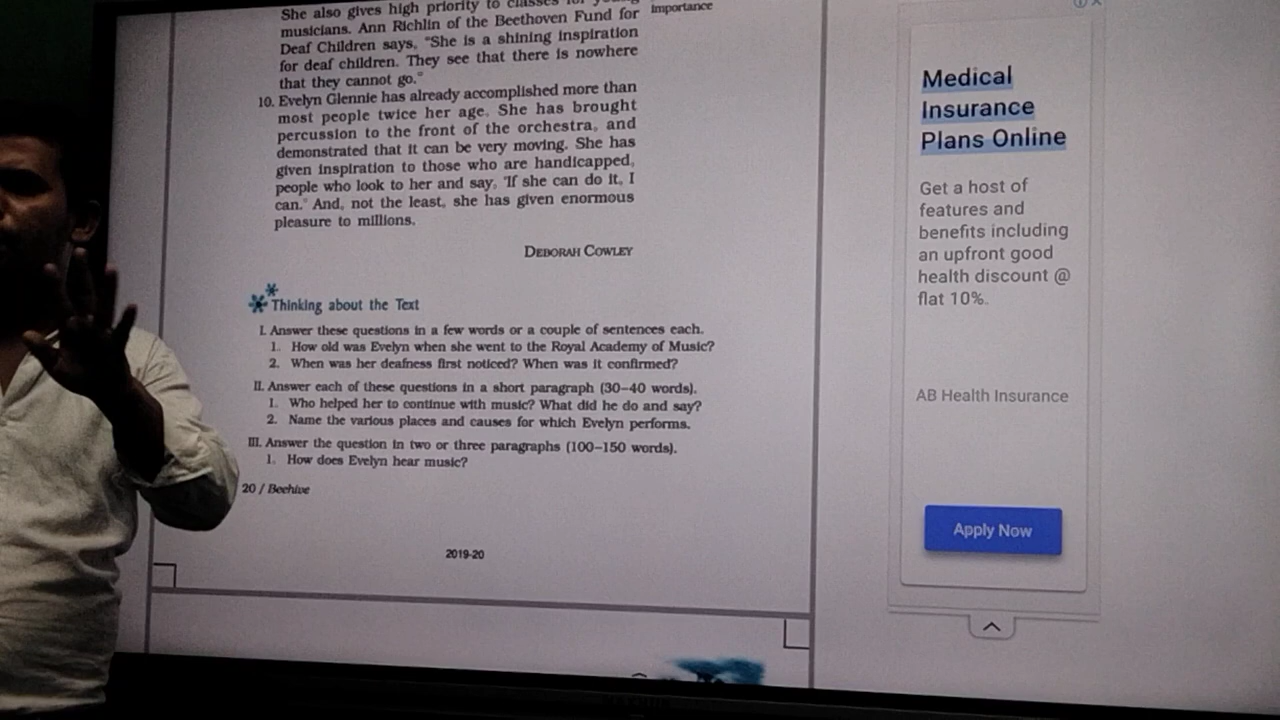 She also gives high priority to classes for young
importance
musicians. Ann Richlin of the Beethoven Fund for
Deaf Children says, "She is a shining inspiration
for deaf children. They see that there is nowhere
that they cannot go."
10. Evelyn Glennie has already accomplished more than
most people twice her age. She has brought
percussion to the front of the orchestra, and
demonstrated that it can be very moving. She has
given inspiration to those who are handicapped,
people who look to her and say, 'If she can do it, I
can.' And, not the least, she has given enormous
pleasure to millions.
DEBORAH COWLEY
Thinking about the Text
I. Answer these questions in a few words or a couple of sentences each.
1. How old was Evelyn when she went to the Royal Academy of Music?
2. When was her deafness first noticed? When was it confirmed?
II. Answer each of these questions in a short paragraph (30–40 words).
1. Who helped her to continue with music? What did he do and say?
2. Name the various places and causes for which Evelyn performs.
III. Answer the question in two or three paragraphs (100–150 words).
1. How does Evelyn hear music?
20 / Beehive
2019-20
Medical
Insurance
Plans Online
Get a host of
features and
benefits including
an upfront good
health discount @
flat 10%.
AB Health Insurance
Apply Now